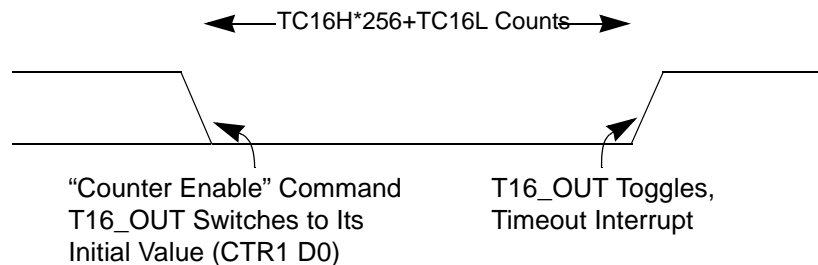 TC16H*256+TC16L Counts
“Counter Enable” Command
T16_OUT Switches to Its
Initial Value (CTR1 D0)
T16_OUT Toggles,
Timeout Interrupt